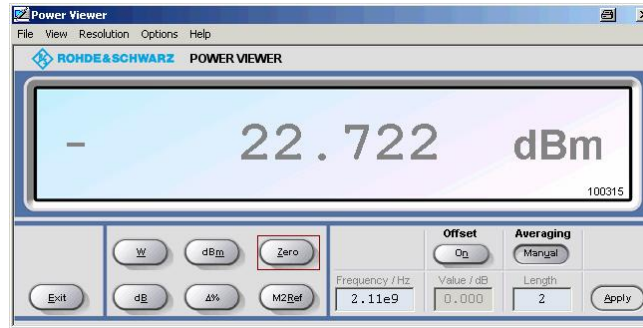 Power Viewer
File View Resolution Options Help
ROHDE&SCHWARZ POWER VIEWER
- 22.722 dBm
100315
Offset Averaging
W dBm Zero On Manual
Frequency / Hz Value / dB Length
Exit dB Δ% M2Ref 2.11e9 0.000 2 Apply